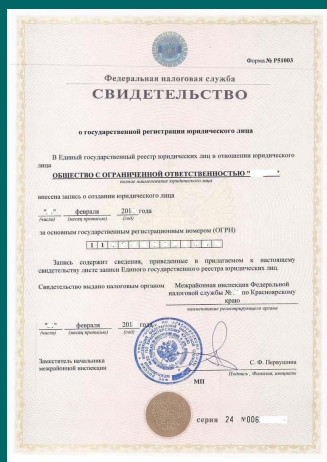 Форма № Р51003
Федеральная налоговая служба
СВИДЕТЕЛЬСТВО
о государственной регистрации юридического лица
В Единый государственный реестр юридических лиц в отношении юридического
лица
ОБЩЕСТВО С ОГРАНИЧЕННОЙ ОТВЕТСТВЕННОСТЬЮ " "
полное наименование юридического лица
внесена запись о создании юридического лица
" " февраля 201 года
(число) (месяц прописью) (год)
за основным государственным регистрационным номером (ОГРН)
1 1
Запись содержит сведения, приведенные в прилагаемом к настоящему
свидетельству листе записи Единого государственного реестра юридических лиц.
Свидетельство выдано налоговым органом Межрайонная инспекция Федеральной
налоговой службы № по Красноярскому
краю
наименование регистрирующего органа
" " февраля 201 года
(число) (месяц прописью) (год)
Заместитель начальника
межрайонной инспекции
С. Ф. Первушина
Подпись, Фамилия, инициалы
МП
серия 24 №006